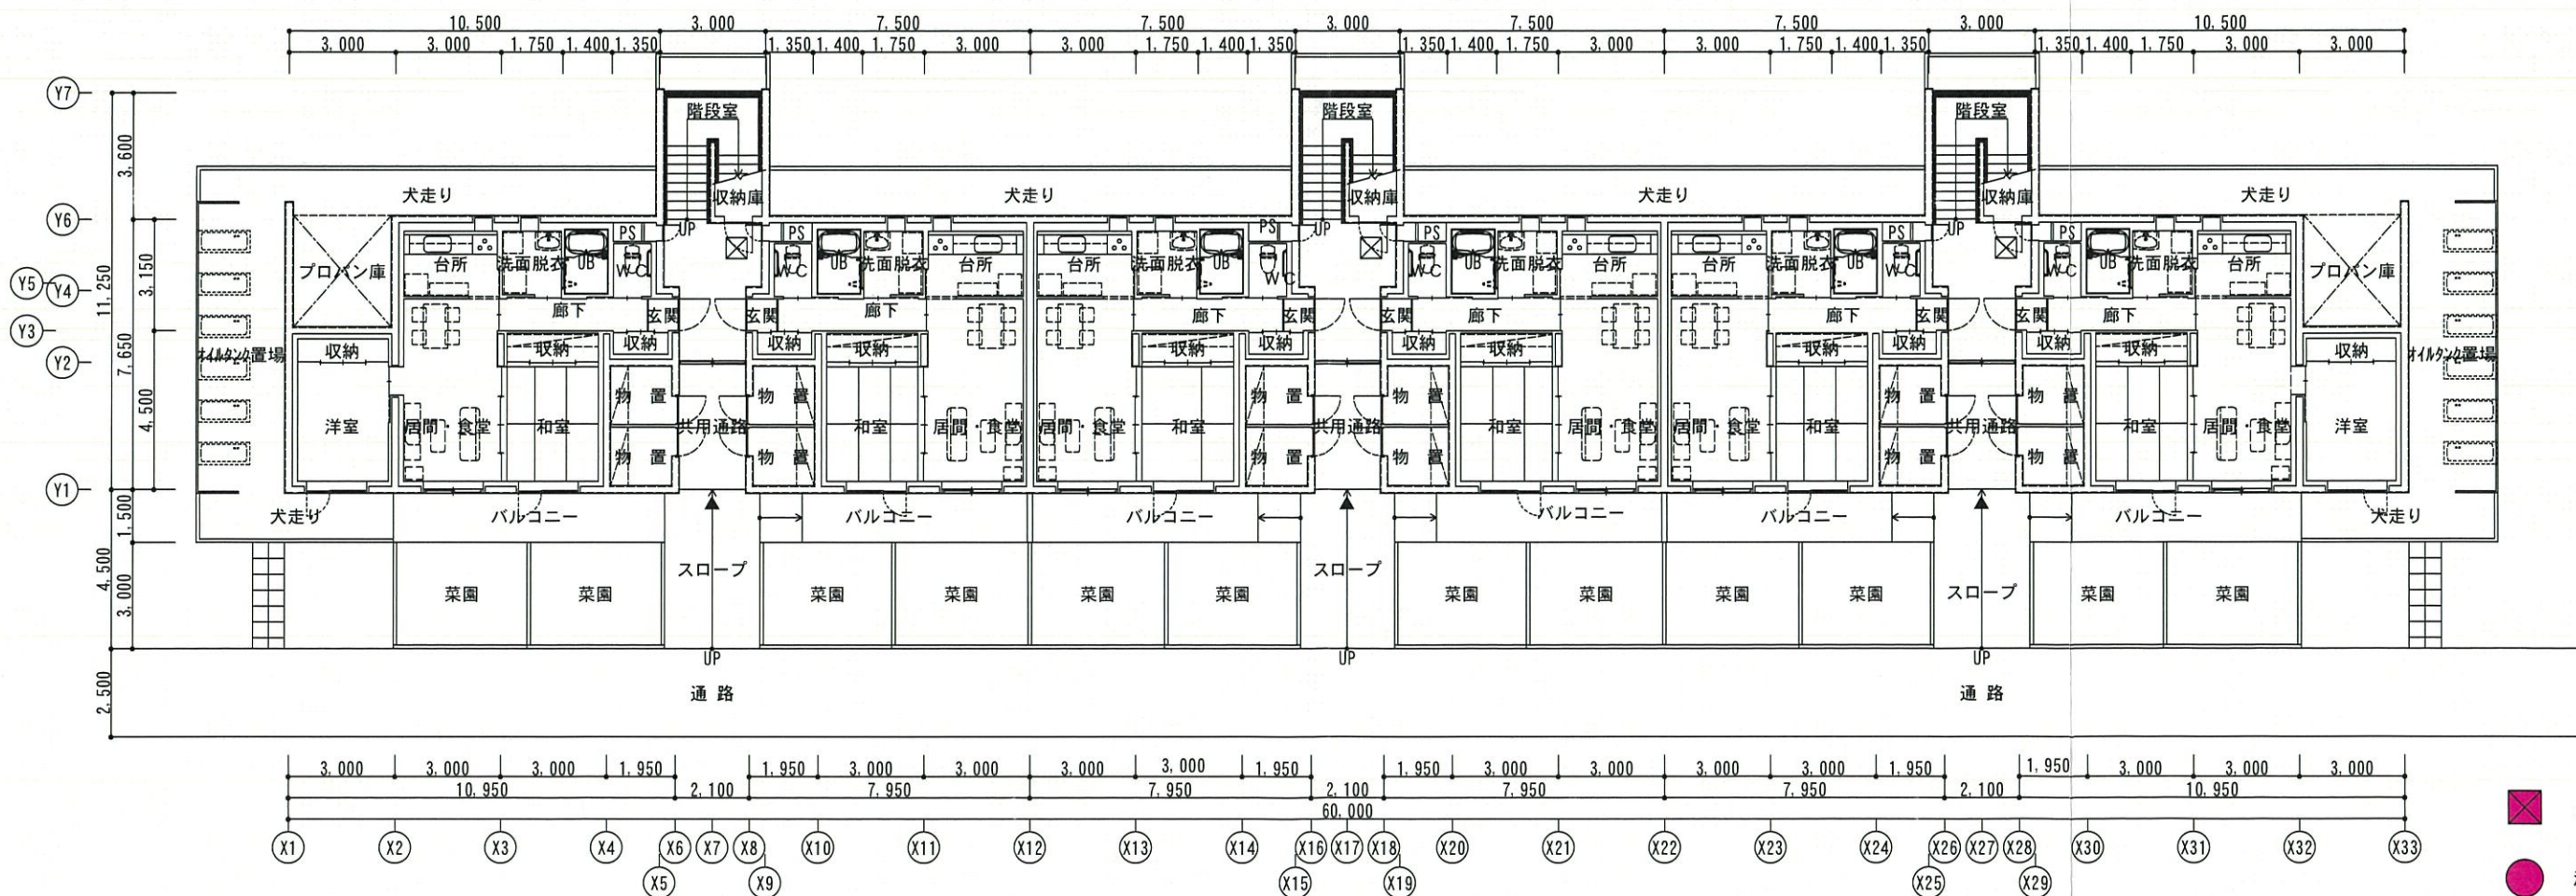 10,500 3,000 7,500 7,500 3,000 7,500 7,500 3,000 10,500
3,000 3,000 1,750 1,400 1,350 1,350 1,400 1,750 3,000 3,000 1,750 1,400 1,350 1,350 1,400 1,750 3,000 3,000 1,750 1,400 1,350 1,350 1,400 1,750 3,000 3,000
Y7
階段室 階段室 階段室
3,600
犬走り 収納庫 犬走り 収納庫 犬走り 収納庫 犬走り
Y6
PS UP PS PS UP PS PS UP PS
台所 洗面脱衣 UB WC WC UB 洗面脱衣 台所 台所 洗面脱衣 UB WC WC UB 洗面脱衣 台所 台所 洗面脱衣 UB WC WC UB 洗面脱衣 台所
プロパン庫 プロパン庫
Y5 Y4 11,250 3,150
廊下 玄関 玄関 廊下 廊下 玄関 玄関 廊下 廊下 玄関 玄関 廊下
Y3
収納 収納 収納 収納 収納 収納 収納 収納 収納 収納 収納 収納 収納 収納
オイルタンク置場 オイルタンク置場
Y2 7,650
物置 物置 物置 物置 物置 物置
4,500
洋室 居間・食堂 和室 共用通路 和室 居間・食堂 居間・食堂 和室 共用通路 和室 居間・食堂 居間・食堂 和室 共用通路 和室 居間・食堂 洋室
物置 物置 物置 物置 物置 物置
Y1
1,500
犬走り バルコニー バルコニー バルコニー バルコニー バルコニー バルコニー 犬走り
4,500
スロープ スロープ スロープ
3,000
菜園 菜園 菜園 菜園 菜園 菜園 菜園 菜園 菜園 菜園 菜園 菜園
UP UP UP
2,500
通路 通路
3,000 3,000 3,000 1,950 1,950 3,000 3,000 3,000 3,000 1,950 1,950 3,000 3,000 3,000 3,000 1,950 1,950 3,000 3,000 3,000
10,950 2,100 7,950 7,950 2,100 7,950 7,950 2,100 10,950
60,000
X1 X2 X3 X4 X6 X7 X8 X10 X11 X12 X13 X14 X16 X17 X18 X20 X21 X22 X23 X24 X26 X27 X28 X30 X31 X32 X33
X5 X9 X15 X19 X25 X29